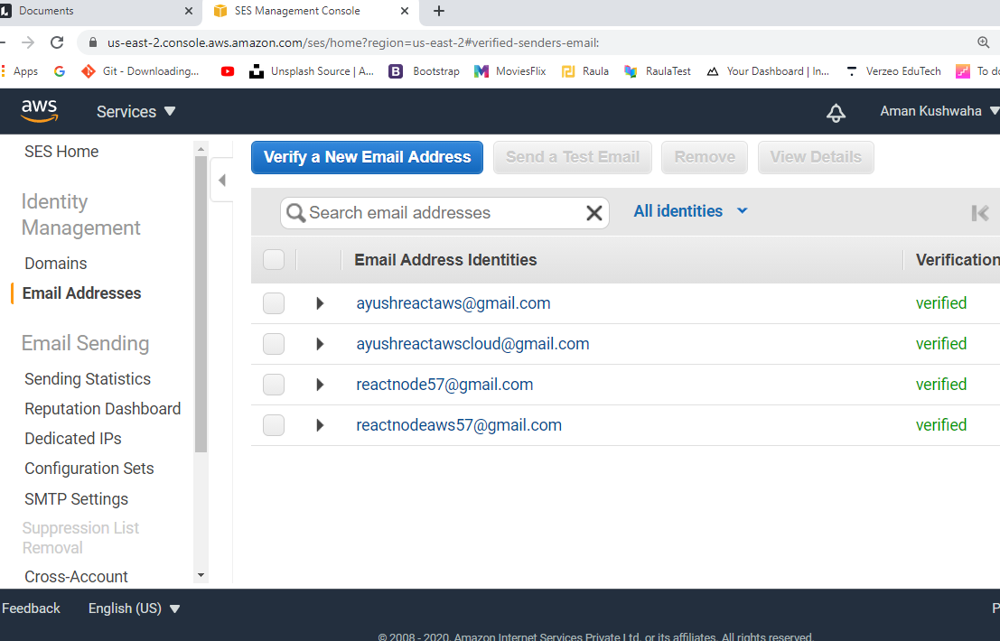 Documents
SES Management Console
us-east-2.console.aws.amazon.com/ses/home?region=us-east-2#verified-senders-email:
Apps
Git - Downloading...
Unsplash Source | A...
B
Bootstrap
MoviesFlix
Raula
RaulaTest
Your Dashboard | In...
Verzeo EduTech
To do
aws
Services
Aman Kushwaha
SES Home
Identity
Management
Domains
Email Addresses
Email Sending
Sending Statistics
Reputation Dashboard
Dedicated IPs
Configuration Sets
SMTP Settings
Suppression List
Removal
Cross-Account
Verify a New Email Address
Send a Test Email
Remove
View Details
Search email addresses
All identities
Email Address Identities
Verification
ayushreactaws@gmail.com
verified
ayushreactawscloud@gmail.com
verified
reactnode57@gmail.com
verified
reactnodeaws57@gmail.com
verified
Feedback
English (US)
P
© 2008 - 2020, Amazon Internet Services Private Ltd. or its affiliates. All rights reserved.